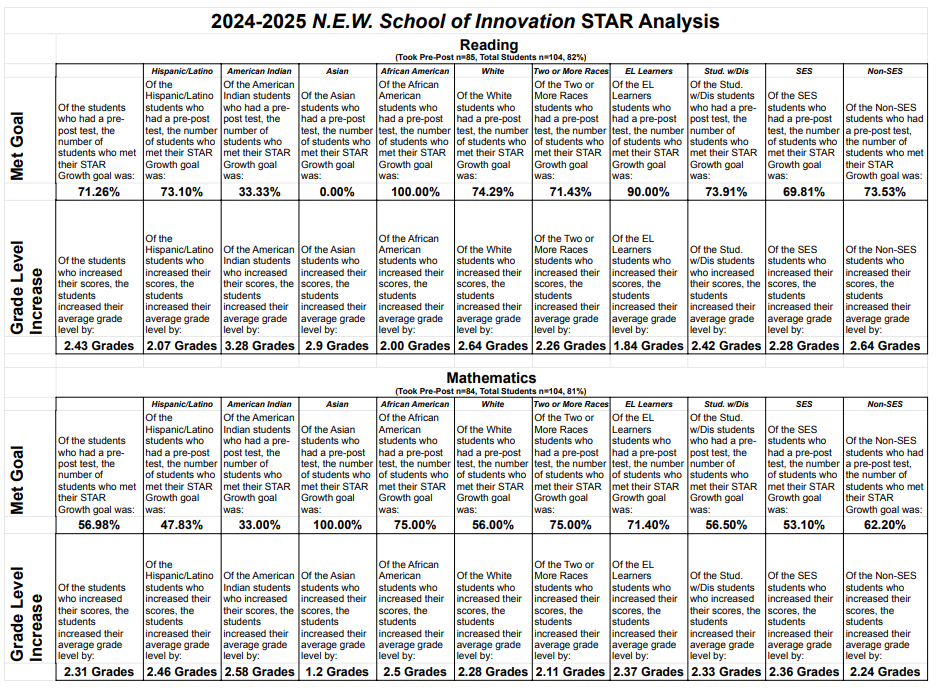 2024-2025 N.E.W. School of Innovation STAR Analysis
Reading
(Took Pre-Post n=85, Total Students n=104, 82%)
Met Goal
Of the students
who had a pre-
post test, the
number of
students who met
their STAR
Growth goal was:
71.26%
Hispanic/Latino
Of the
Hispanic/Latino
students who
had a pre-post
test, the number
of students who
met their STAR
Growth goal
was:
73.10%
American Indian
Of the American
Indian students
who had a pre-
post test, the
number of
students who
met their STAR
Growth goal
was:
33.33%
Asian
Of the Asian
students who
had a pre-post
test, the number
of students who
met their STAR
Growth goal
was:
0.00%
African American
Of the African
American
students who
had a pre-post
test, the number
of students who
met their STAR
Growth goal
was:
100.00%
White
Of the White
students who
had a pre-post
test, the number
of students who
met their STAR
Growth goal
was:
74.29%
Two or More Races
Of the Two or
More Races
students who
had a pre-post
test, the number
of students who
met their STAR
Growth goal
was:
71.43%
EL Learners
Of the EL
Learners
students who
had a pre-post
test, the number
of students who
met their STAR
Growth goal
was:
90.00%
Stud. w/Dis
Of the Stud.
w/Dis students
who had a pre-
post test, the
number of
students who
met their STAR
Growth goal
was:
73.91%
SES
Of the SES
students who
had a pre-post
test, the number
of students who
met their STAR
Growth goal
was:
69.81%
Non-SES
Of the Non-SES
students who had
a pre-post test,
the number of
students who met
their STAR
Growth goal was:
73.53%
Grade Level
Increase
Of the students
who increased
their scores, the
students
increased their
average grade
level by:
2.43 Grades
Of the
Hispanic/Latino
students who
increased their
scores, the
students
increased their
average grade
level by:
2.07 Grades
Of the American
Indian students
who increased
their scores, the
students
increased their
average grade
level by:
3.28 Grades
Of the Asian
students who
increased their
scores, the
students
increased their
average grade
level by:
2.9 Grades
Of the African
American
students who
increased their
scores, the
students
increased their
average grade
level by:
2.00 Grades
Of the White
students who
increased their
scores, the
students
increased their
average grade
level by:
2.64 Grades
Of the Two or
More Races
students who
increased their
scores, the
students
increased their
average grade
level by:
2.26 Grades
Of the EL
Learners
students who
increased their
scores, the
students
increased their
average grade
level by:
1.84 Grades
Of the Stud.
w/Dis students
who increased
their scores, the
students
increased their
average grade
level by:
2.42 Grades
Of the SES
students who
increased their
scores, the
students
increased their
average grade
level by:
2.28 Grades
Of the Non-SES
students who
increased their
scores, the
students
increased their
average grade
level by:
2.64 Grades
Mathematics
(Took Pre-Post n=84, Total Students n=104, 81%)
Met Goal
Of the students
who had a pre-
post test, the
number of
students who met
their STAR
Growth goal was:
56.98%
Hispanic/Latino
Of the
Hispanic/Latino
students who
had a pre-post
test, the number
of students who
met their STAR
Growth goal
was:
47.83%
American Indian
Of the American
Indian students
who had a pre-
post test, the
number of
students who
met their STAR
Growth goal
was:
33.00%
Asian
Of the Asian
students who
had a pre-post
test, the number
of students who
met their STAR
Growth goal
was:
100.00%
African American
Of the African
American
students who
had a pre-post
test, the number
of students who
met their STAR
Growth goal
was:
75.00%
White
Of the White
students who
had a pre-post
test, the number
of students who
met their STAR
Growth goal
was:
56.00%
Two or More Races
Of the Two or
More Races
students who
had a pre-post
test, the number
of students who
met their STAR
Growth goal
was:
75.00%
EL Learners
Of the EL
Learners
students who
had a pre-post
test, the number
of students who
met their STAR
Growth goal
was:
71.40%
Stud. w/Dis
Of the Stud.
w/Dis students
who had a pre-
post test, the
number of
students who
met their STAR
Growth goal
was:
56.50%
SES
Of the SES
students who
had a pre-post
test, the number
of students who
met their STAR
Growth goal
was:
53.10%
Non-SES
Of the Non-SES
students who had
a pre-post test,
the number of
students who met
their STAR
Growth goal was:
62.20%
Grade Level
Increase
Of the students
who increased
their scores, the
students
increased their
average grade
level by:
2.31 Grades
Of the
Hispanic/Latino
students who
increased their
scores, the
students
increased their
average grade
level by:
2.46 Grades
Of the American
Indian students
who increased
their scores, the
students
increased their
average grade
level by:
2.58 Grades
Of the Asian
students who
increased their
scores, the
students
increased their
average grade
level by:
1.2 Grades
Of the African
American
students who
increased their
scores, the
students
increased their
average grade
level by:
2.5 Grades
Of the White
students who
increased their
scores, the
students
increased their
average grade
level by:
2.28 Grades
Of the Two or
More Races
students who
increased their
scores, the
students
increased their
average grade
level by:
2.11 Grades
Of the EL
Learners
students who
increased their
scores, the
students
increased their
average grade
level by:
2.37 Grades
Of the Stud.
w/Dis students
who increased
their scores, the
students
increased their
average grade
level by:
2.33 Grades
Of the SES
students who
increased their
scores, the
students
increased their
average grade
level by:
2.36 Grades
Of the Non-SES
students who
increased their
scores, the
students
increased their
average grade
level by:
2.24 Grades